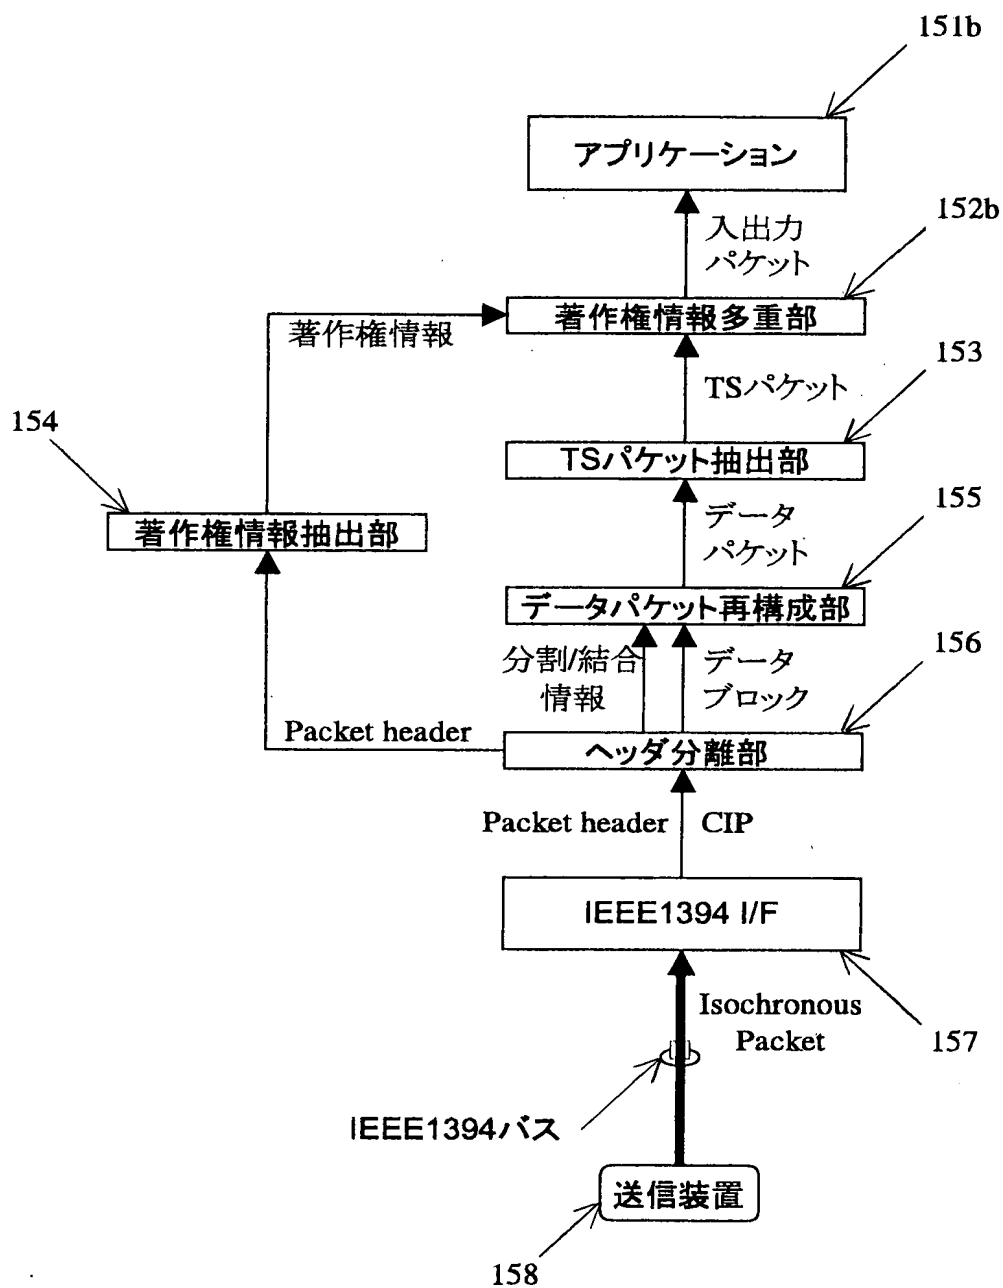 151b
アプリケーション
152b
入出力
パケット
著作権情報多重部
著作権情報
153
TSパケット
154
TSパケット抽出部
155
データ
パケット
著作権情報抽出部
データパケット再構成部
156
分割/結合
情報
データ
ブロック
Packet header
ヘッダ分離部
Packet header
CIP
IEEE1394 I/F
Isochronous
Packet
157
IEEE1394バス
送信装置
158